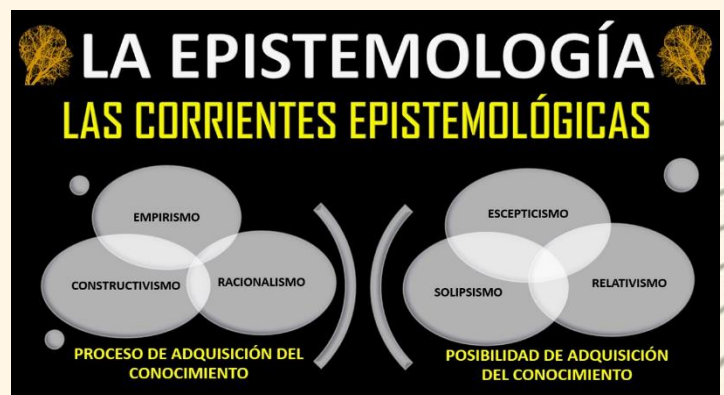 LA EPISTEMOLOGÍA
LAS CORRIENTES EPISTEMOLÓGICAS
EMPIRISMO
CONSTRUCTIVISMO
RACIONALISMO
PROCESO DE ADQUISICIÓN DEL
CONOCIMIENTO
ESCEPTICISMO
SOLIPSISMO
RELATIVISMO
POSIBILIDAD DE ADQUISICIÓN
DEL CONOCIMIENTO